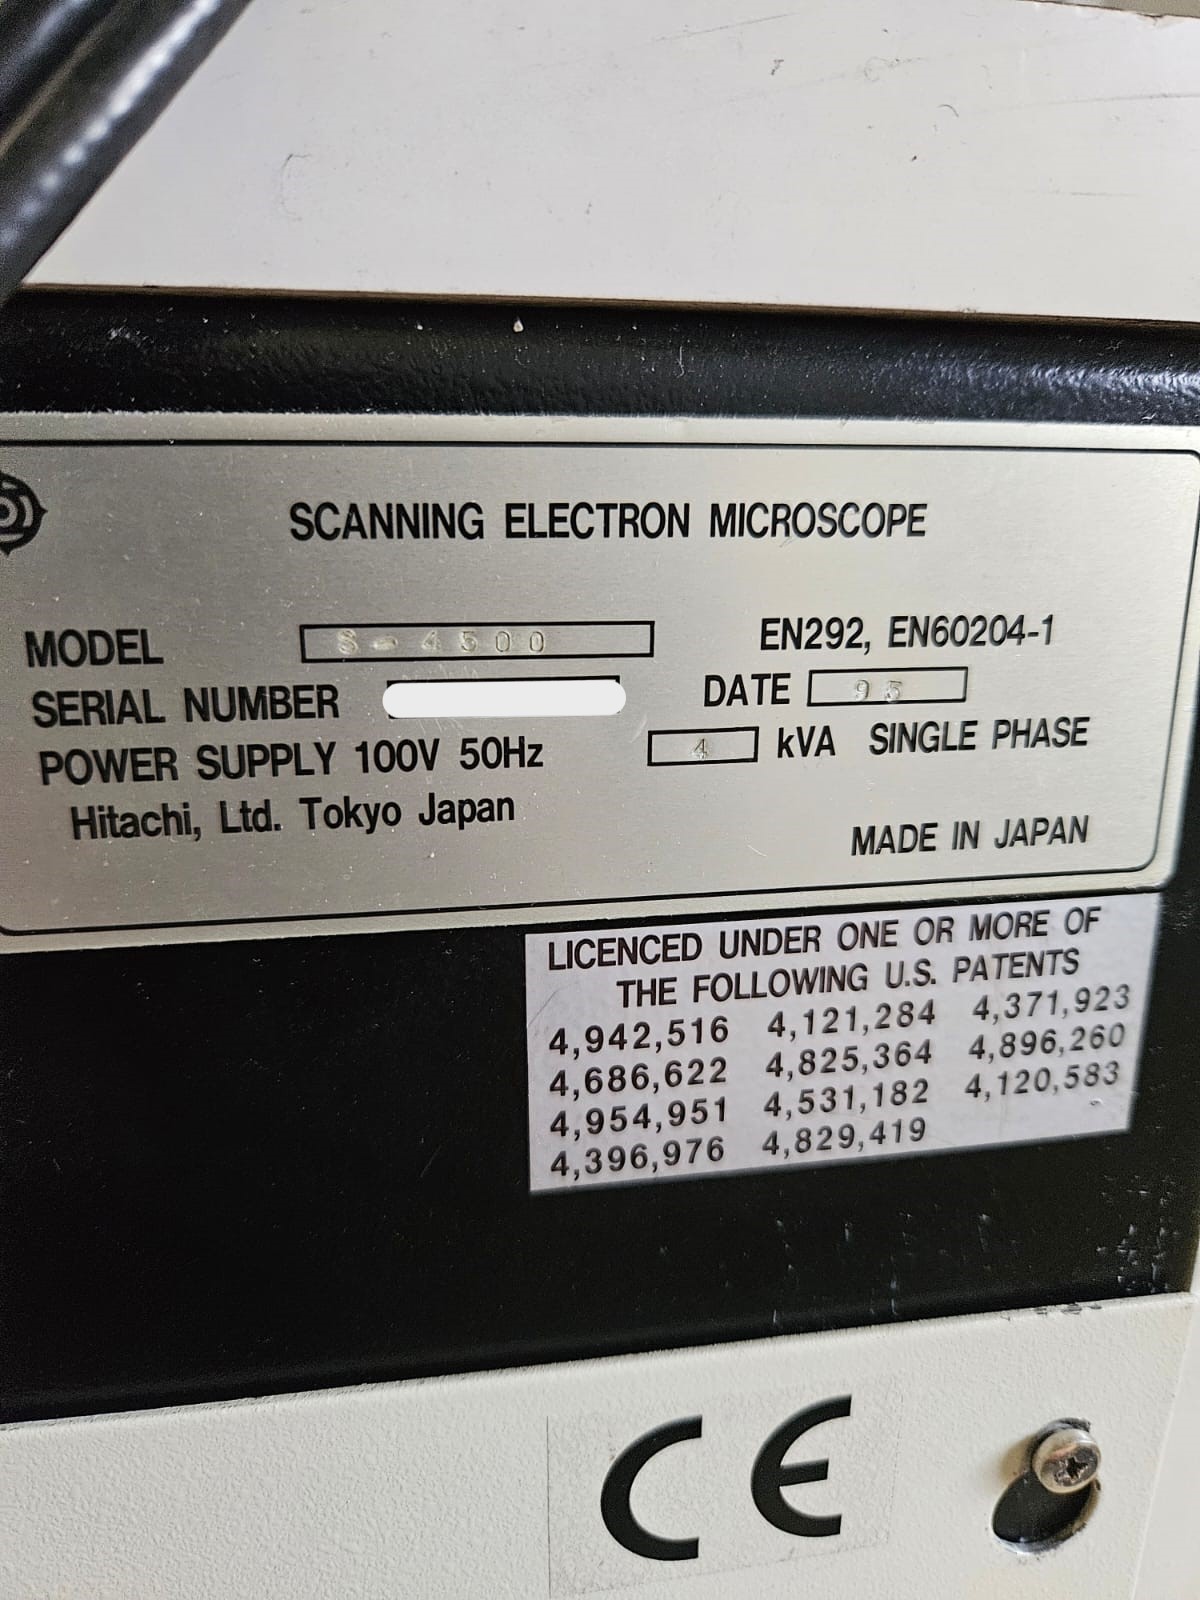 SCANNING ELECTRON MICROSCOPE
MODEL S-4500 EN292, EN60204-1
SERIAL NUMBER DATE 95
POWER SUPPLY 100V 50Hz 4 kVA SINGLE PHASE
Hitachi, Ltd. Tokyo Japan
MADE IN JAPAN
LICENCED UNDER ONE OR MORE OF
THE FOLLOWING U.S. PATENTS
4,942,516 4,121,284 4,371,923
4,686,622 4,825,364 4,896,260
4,954,951 4,531,182 4,120,583
4,396,976 4,829,419
CE